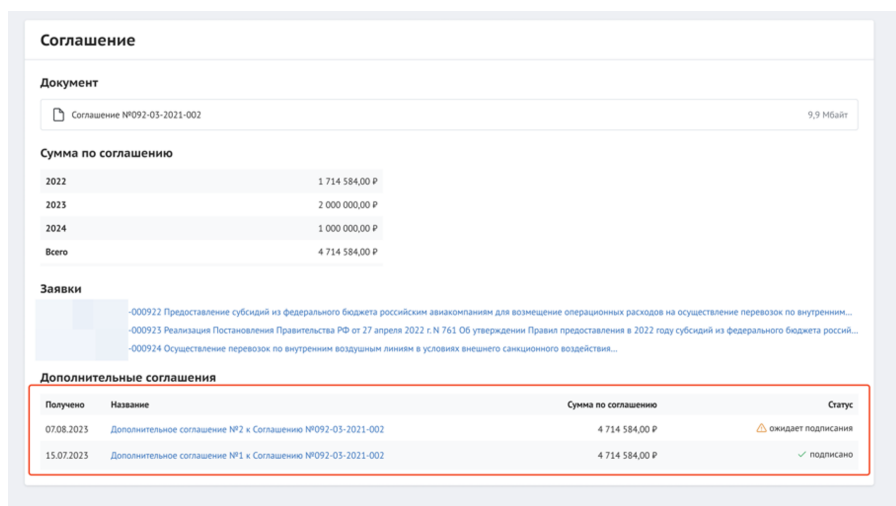 Соглашение
Документ
Соглашение №092-03-2021-002 9,9 Мбайт
Сумма по соглашению
2022 1 714 584,00 ₽
2023 2 000 000,00 ₽
2024 1 000 000,00 ₽
Всего 4 714 584,00 ₽
Заявки
-000922 Предоставление субсидий из федерального бюджета российским авиакомпаниям для возмещение операционных расходов на осуществление перевозок по внутренним...
-000923 Реализация Постановления Правительства РФ от 27 апреля 2022 г. N 761 Об утверждении Правил предоставления в 2022 году субсидий из федерального бюджета россий...
-000924 Осуществление перевозок по внутренним воздушным линиям в условиях внешнего санкционного воздействия...
Дополнительные соглашения
Получено Название Сумма по соглашению Статус
07.08.2023 Дополнительное соглашение №2 к Соглашению №092-03-2021-002 4 714 584,00 ₽ ожидает подписания
15.07.2023 Дополнительное соглашение №1 к Соглашению №092-03-2021-002 4 714 584,00 ₽ подписано